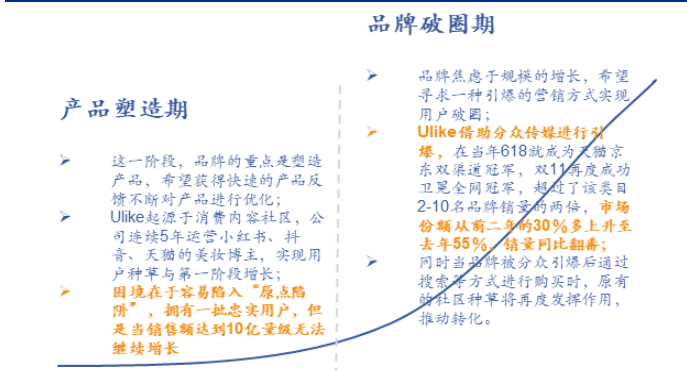 品牌破圈期
产品塑造期
这一阶段，品牌的重点是塑造
产品，希望获得快速的产品反
馈不断对产品进行优化；
Ulike起源于消费内容社区，公
司连续5年运营小红书、抖
音、天猫的美妆博主，实现用
户种草与第一阶段增长；
困境在于容易陷入“原点陷
阱”，拥有一批忠实用户，但
是当销售额达到10亿量级无法
继续增长
品牌焦虑于规模的增长，希望
寻求一种引爆的营销方式实现
用户破圈；
Ulike借助分众传媒进行引
爆，在当年618就成为天猫京
东双渠道冠军，双11再度成功
卫冕全网冠军，超过了该类目
2-10名品牌销量的两倍，市场
份额从前二年的30%多上升至
去年55%，销量同比翻番；
同时当品牌被分众引爆后通过
搜索等方式进行购买时，原有
的社区种草将再度发挥作用，
推动转化。